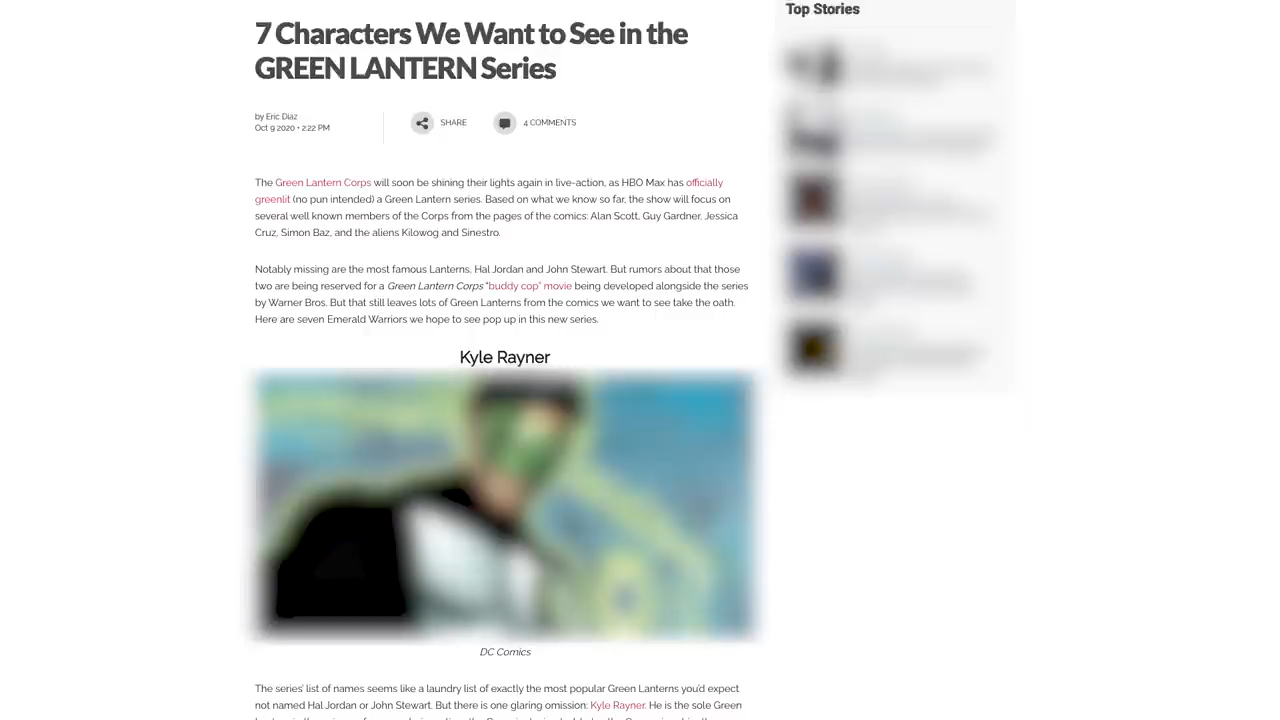 Top Stories
7 Characters We Want to See in the
GREEN LANTERN Series
by Eric Diaz
Oct 9 2020 • 2:22 PM
SHARE
4 COMMENTS
The Green Lantern Corps will soon be shining their lights again in live-action, as HBO Max has officially
greenlit (no pun intended) a Green Lantern series. Based on what we know so far, the show will focus on
several well known members of the Corps from the pages of the comics: Alan Scott, Guy Gardner, Jessica
Cruz, Simon Baz, and the aliens Kilowog and Sinestro.
Notably missing are the most famous Lanterns, Hal Jordan and John Stewart. But rumors about that those
two are being reserved for a Green Lantern Corps "buddy cop" movie being developed alongside the series
by Warner Bros. But that still leaves lots of Green Lanterns from the comics we want to see take the oath.
Here are seven Emerald Warriors we hope to see pop up in this new series.
Kyle Rayner
DC Comics
The series' list of names seems like a laundry list of exactly the most popular Green Lanterns you'd expect
not named Hal Jordan or John Stewart. But there is one glaring omission: Kyle Rayner. He is the sole Green